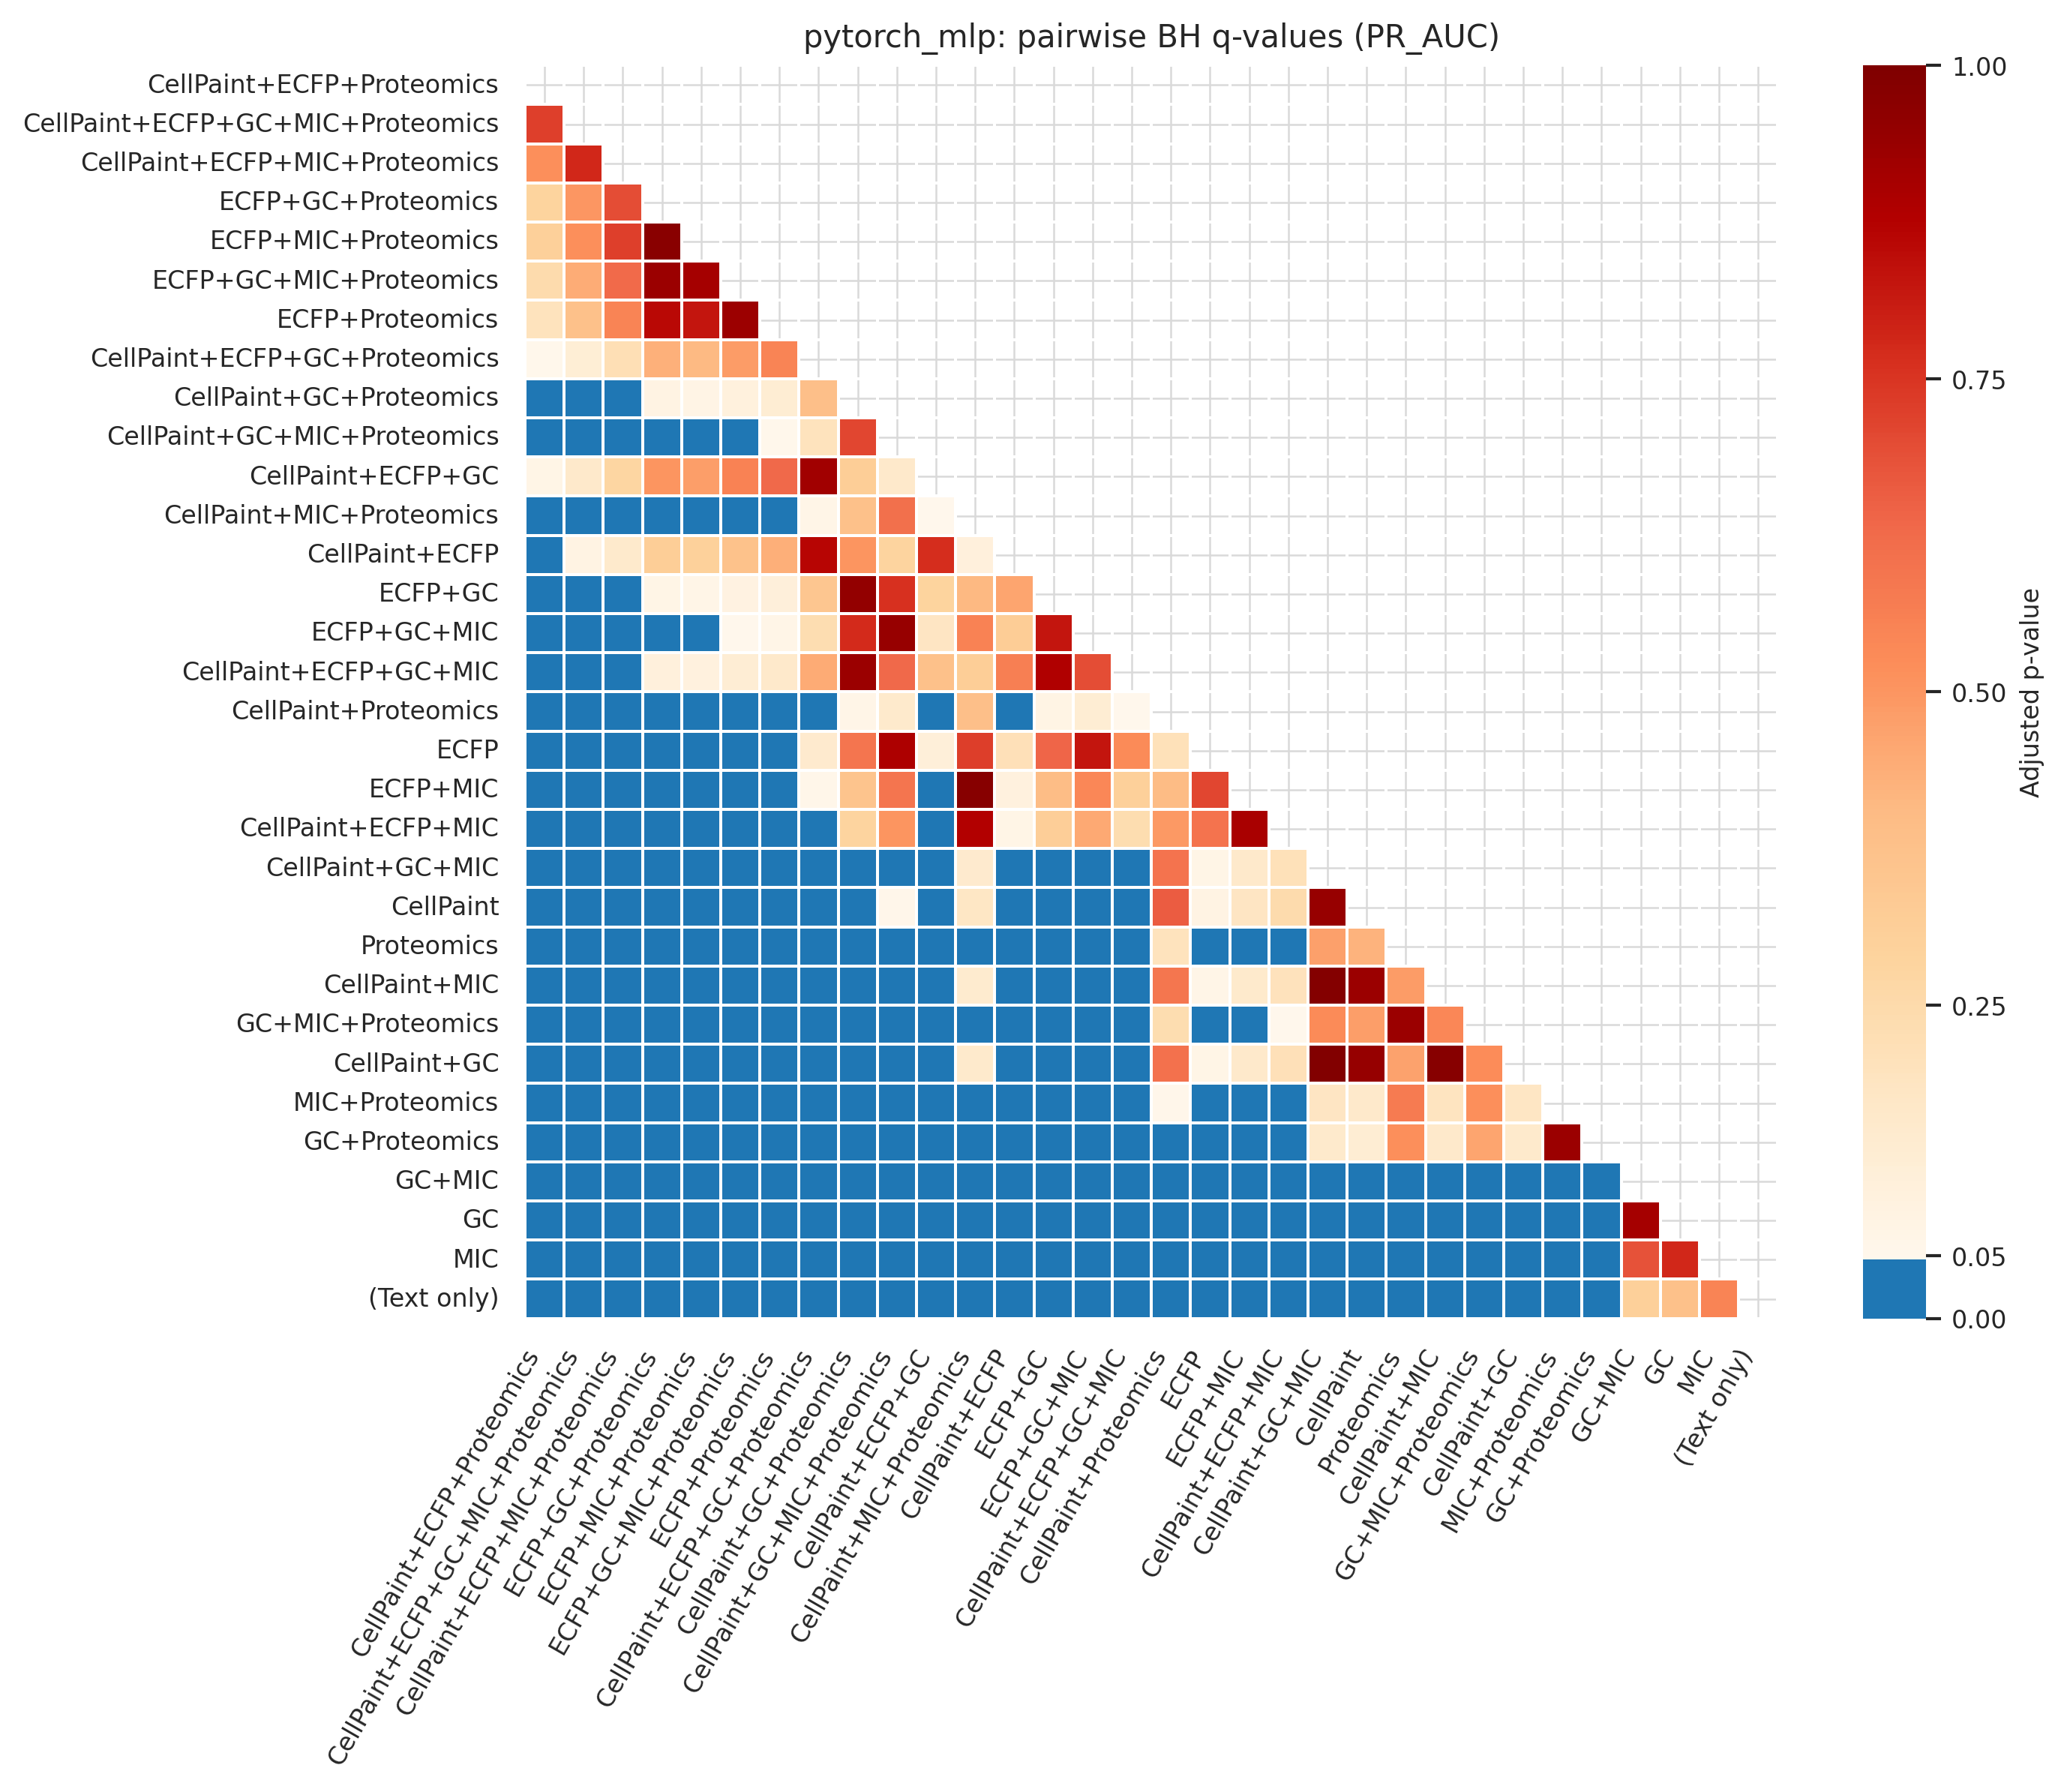 pytorch_mlp: pairwise BH q-values (PR_AUC)
CellPaint+ECFP+Proteomics
CellPaint+ECFP+GC+MIC+Proteomics
CellPaint+ECFP+MIC+Proteomics
ECFP+GC+Proteomics
ECFP+MIC+Proteomics
ECFP+GC+MIC+Proteomics
ECFP+Proteomics
CellPaint+ECFP+GC+Proteomics
CellPaint+GC+Proteomics
CellPaint+GC+MIC+Proteomics
CellPaint+ECFP+GC
CellPaint+MIC+Proteomics
CellPaint+ECFP
ECFP+GC
ECFP+GC+MIC
CellPaint+ECFP+GC+MIC
CellPaint+Proteomics
ECFP
ECFP+MIC
CellPaint+ECFP+MIC
CellPaint+GC+MIC
CellPaint
Proteomics
CellPaint+MIC
GC+MIC+Proteomics
CellPaint+GC
MIC+Proteomics
GC+Proteomics
GC+MIC
GC
MIC
(Text only)
CellPaint+ECFP+Proteomics
CellPaint+ECFP+GC+MIC+Proteomics
CellPaint+ECFP+MIC+Proteomics
ECFP+GC+Proteomics
ECFP+MIC+Proteomics
ECFP+GC+MIC+Proteomics
ECFP+Proteomics
CellPaint+ECFP+GC+Proteomics
CellPaint+GC+Proteomics
CellPaint+GC+MIC+Proteomics
CellPaint+ECFP+GC
CellPaint+MIC+Proteomics
CellPaint+ECFP
ECFP+GC
ECFP+GC+MIC
CellPaint+ECFP+GC+MIC
CellPaint+Proteomics
ECFP
ECFP+MIC
CellPaint+ECFP+MIC
CellPaint+GC+MIC
CellPaint
Proteomics
CellPaint+MIC
GC+MIC+Proteomics
CellPaint+GC
MIC+Proteomics
GC+Proteomics
GC+MIC
GC
MIC
(Text only)
1.00
0.75
0.50
0.25
0.05
0.00
Adjusted p-value